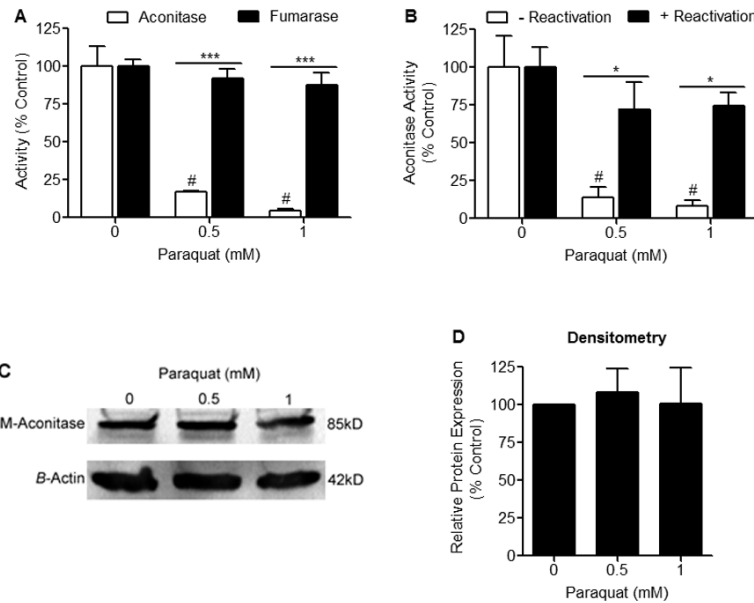 A
Aconitase
Fumarase
Activity (% Control)
125
100
75
50
25
0
***
***
#
#
0
0.5
1
Paraquat (mM)
B
- Reactivation
+ Reactivation
Aconitase Activity
(% Control)
125
100
75
50
25
0
*
*
#
#
0
0.5
1
Paraquat (mM)
C
Paraquat (mM)
0
0.5
1
M-Aconitase
85kD
B-Actin
42kD
D
Densitometry
Relative Protein Expression
(% Control)
125
100
75
100
125
0
0
0.5
1
Paraquat (mM)